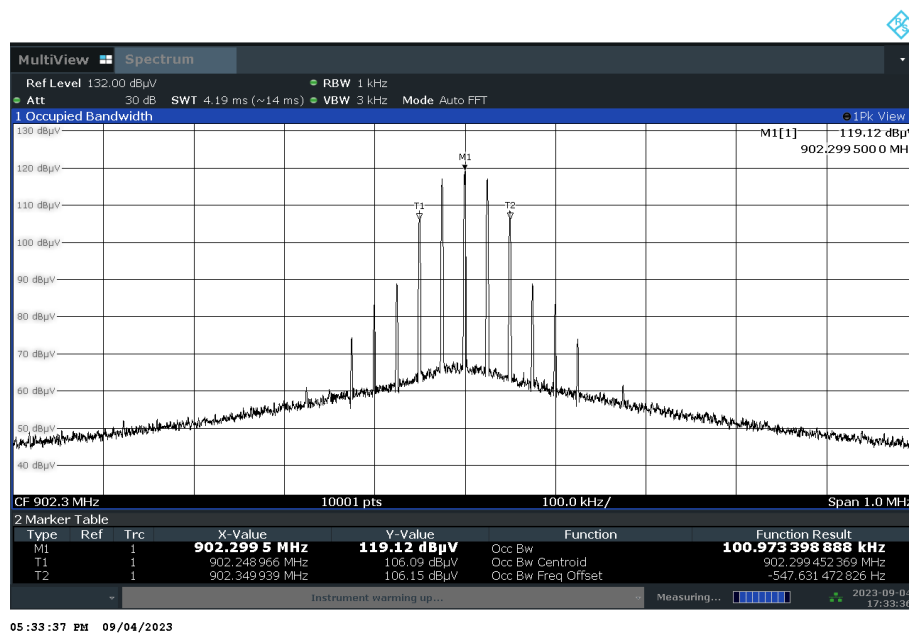 R S
MultiView Spectrum
Ref Level 132.00 dBµV RBW 1 kHz
Att 30 dB SWT 4.19 ms (~14 ms) VBW 3 kHz Mode Auto FFT
1 Occupied Bandwidth 1Pk View
130 dBµV M1[1] 119.12 dBµ
902.299 500 0 MH
M1
120 dBµV
110 dBµV T1 T2
100 dBµV
90 dBµV
80 dBµV
70 dBµV
60 dBµV
50 dBµV
40 dBµV
CF 902.3 MHz 10001 pts 100.0 kHz/ Span 1.0 MHz
2 Marker Table
Type Ref Trc X-Value Y-Value Function Function Result
M1 1 902.299 5 MHz 119.12 dBµV Occ Bw 100.973 398 888 kHz
T1 1 902.248 966 MHz 106.09 dBµV Occ Bw Centroid 902.299 452 369 MHz
T2 1 902.349 939 MHz 106.15 dBµV Occ Bw Freq Offset -547.631 472 826 Hz
Instrument warming up... Measuring... 2023-09-04
17:33:36
05:33:37 PM 09/04/2023